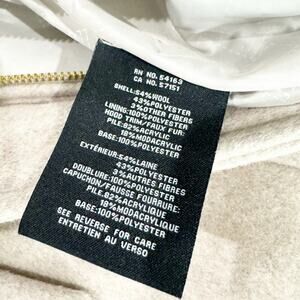 RN NO. 54163
CA NO. 57151
SHELL:54%WOOL
43%POLYESTER
3%OTHER FIBERS
LINING:100%POLYESTER
HOOD TRIM/FAUX FUR:
PILE:82%ACRYLIC
18%MODACRYLIC
BASE:100%POLYESTER
EXTÉRIEUR:54%LAINE
43%POLYESTER
3%AUTRES FIBRES
DOUBLURE:100%POLYESTER
CAPUCHON/FAUSSE FOURRURE:
PILE:82%ACRYLIQUE
18%MODACRYLIQUE
BASE:100%POLYESTER
SEE REVERSE FOR CARE
ENTRETIEN AU VERSO